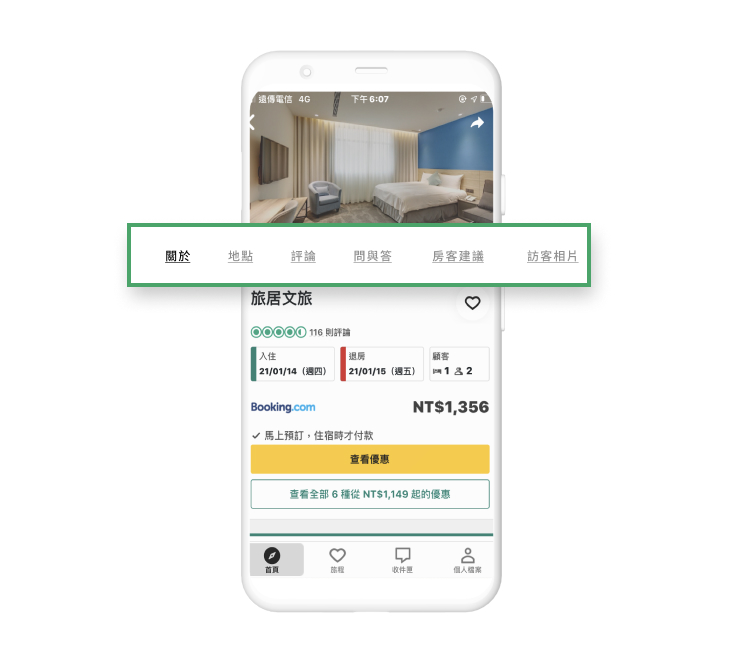 遠傳電信 4G 下午6:07
關於 地點 評論 問與答 房客建議 訪客相片
旅居文旅
116 則評論
入住 退房 顧客
21/01/14（週四） 21/01/15（週五） 1 2
Booking.com NT$1,356
馬上預訂，住宿時才付款
查看優惠
查看全部 6 種從 NT$1,149 起的優惠
首頁 旅程 收件匣 個人檔案